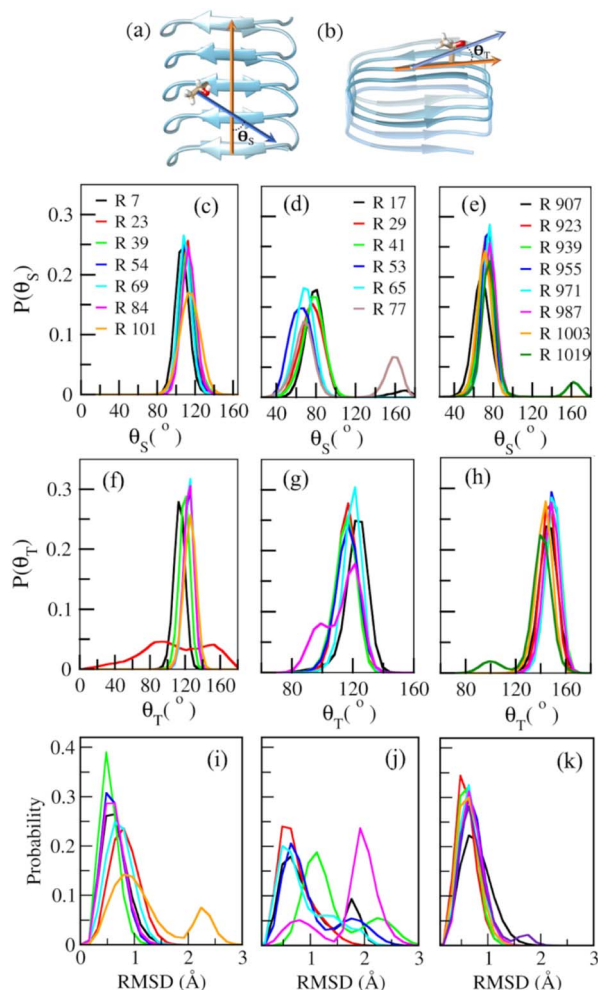 (a) (b)
θS θT
(c) (d) (e)
R 7 R 17 R 907
R 23 R 29 R 923
R 39 R 41 R 939
R 54 R 53 R 955
R 69 R 65 R 971
R 84 R 77 R 987
R 101 R 1003
R 1019
P(θS)
0.3
0.2
0.1
0
0 40 80 120 160 40 80 120 160 40 80 120 160
θS(°) θS(°) θS(°)
(f) (g) (h)
P(θT)
0.3
0.2
0.1
0
0 40 80 120 160 80 120 160 80 120 160
θT(°) θT(°) θT(°)
(i) (j) (k)
Probability
0.4
0.3
0.2
0.1
0
0 1 2 3 1 2 3 0 1 2 3
RMSD (Å) RMSD (Å) RMSD (Å)